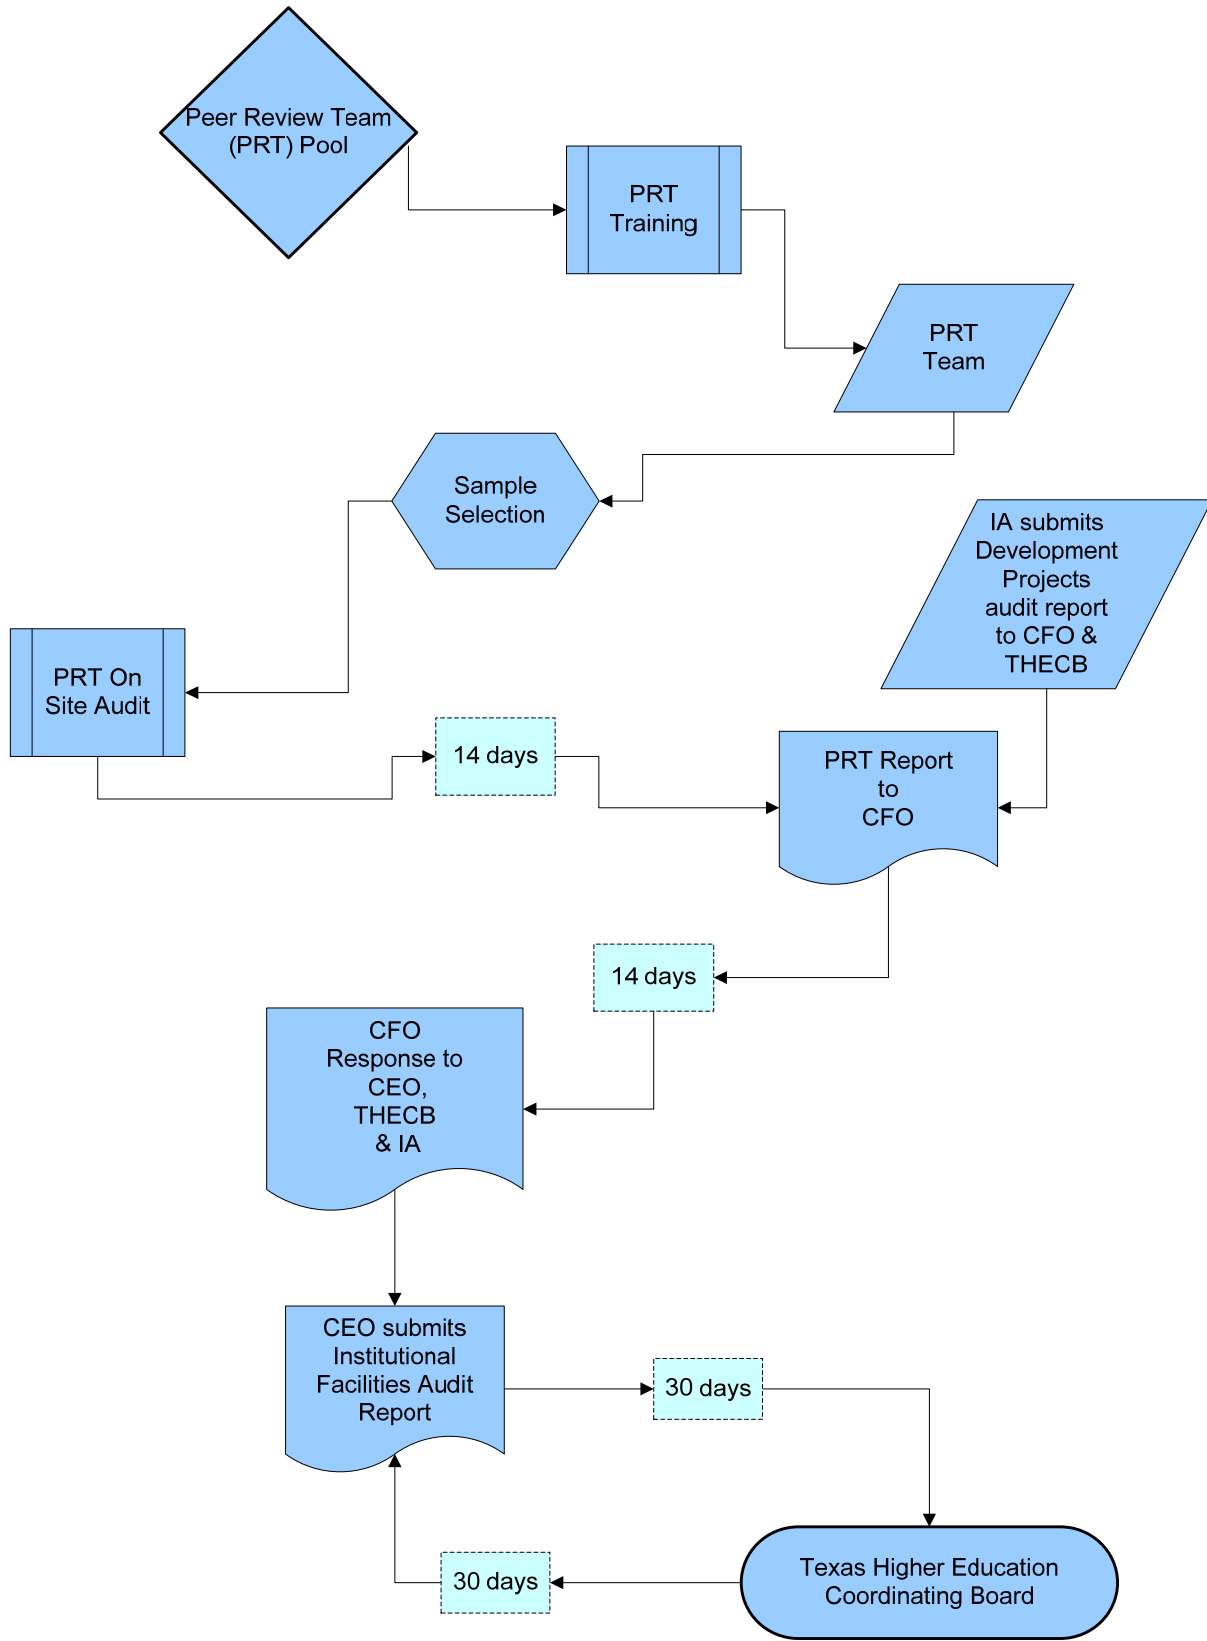 Peer Review Team
(PRT) Pool
PRT
Training
PRT
Team
Sample
Selection
IA submits
Development
Projects
audit report
to CFO &
THECB
PRT On
Site Audit
14 days
PRT Report
to
CFO
14 days
CFO
Response to
CEO,
THECB
& IA
CEO submits
Institutional
Facilities Audit
Report
30 days
Texas Higher Education
Coordinating Board
30 days